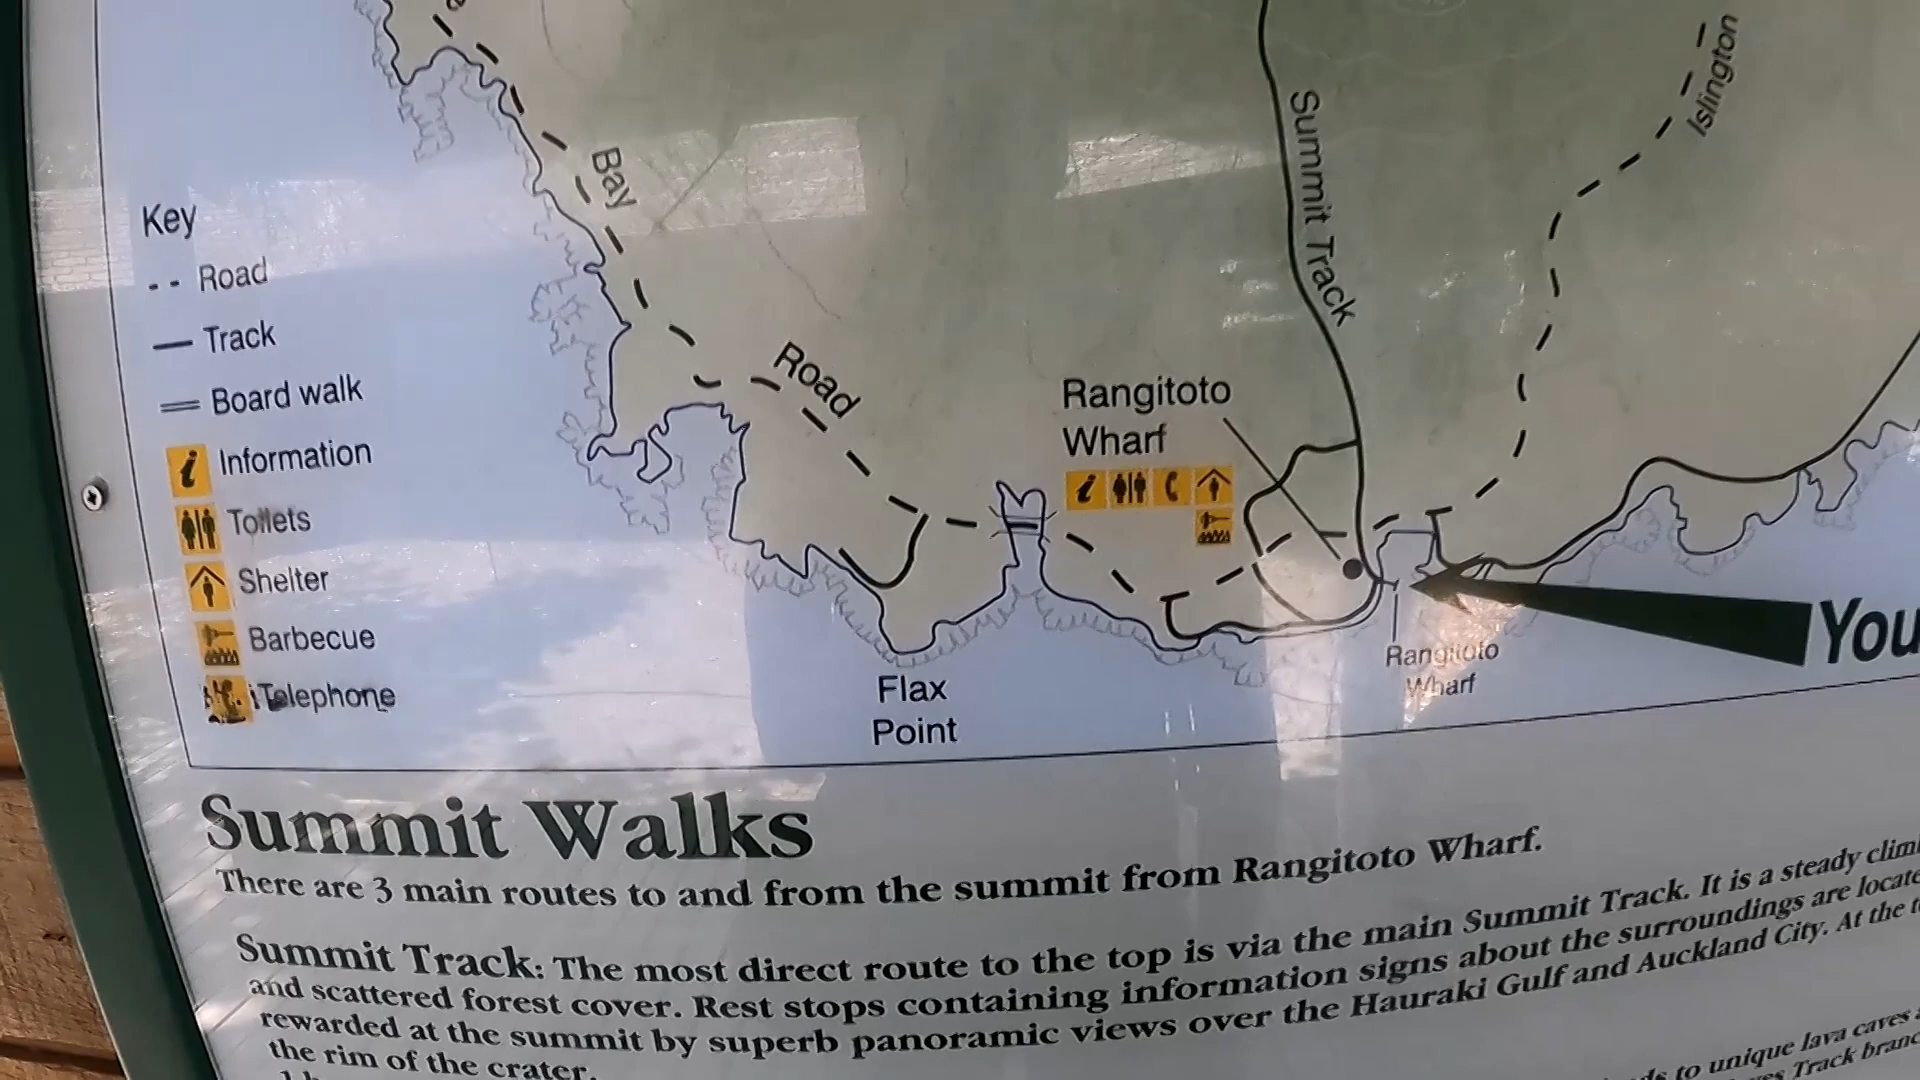 Islington
Summit Track
Bay
Road
Key
Road
Track
Board walk
Information
Toilets
Shelter
Barbecue
Telephone
Rangitoto
Wharf
Rangitoto
Wharf
You
Flax
Point
Summit Walks
There are 3 main routes to and from the summit from Rangitoto Wharf.
Summit Track: The most direct route to the top is via the main Summit Track. It is a steady clim
and scattered forest cover. Rest stops containing information signs about the surroundings are locate
rewarded at the summit by superb panoramic views over the Hauraki Gulf and Auckland City. At the t
the rim of the crater.
to unique lava caves
Track branc